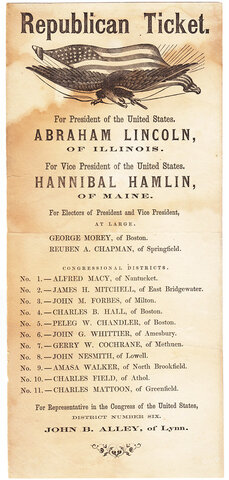 Republican Ticket.
For President of the United States.
ABRAHAM LINCOLN,
OF ILLINOIS.
For Vice President of the United States.
HANNIBAL HAMLIN,
OF MAINE.
For Electors of President and Vice President,
AT LARGE.
GEORGE MOREY, of Boston.
REUBEN A. CHAPMAN, of Springfield.
CONGRESSIONAL DISTRICTS.
No. 1.—ALFRED MACY, of Nantucket.
No. 2.—JAMES H. MITCHELL, of East Bridgewater.
No. 3.—JOHN M. FORBES, of Milton.
No. 4.—CHARLES B. HALL, of Boston.
No. 5.—PELEG W. CHANDLER, of Boston.
No. 6.—JOHN G. WHITTIER, of Amesbury.
No. 7.—GERRY W. COCHRANE, of Methuen.
No. 8.—JOHN NESMITH, of Lowell.
No. 9.—AMASA WALKER, of North Brookfield.
No. 10.—CHARLES FIELD, of Athol.
No. 11.—CHARLES MATTOON, of Greenfield.
For Representative in the Congress of the United States,
DISTRICT NUMBER SIX.
JOHN B. ALLEY, of Lynn.